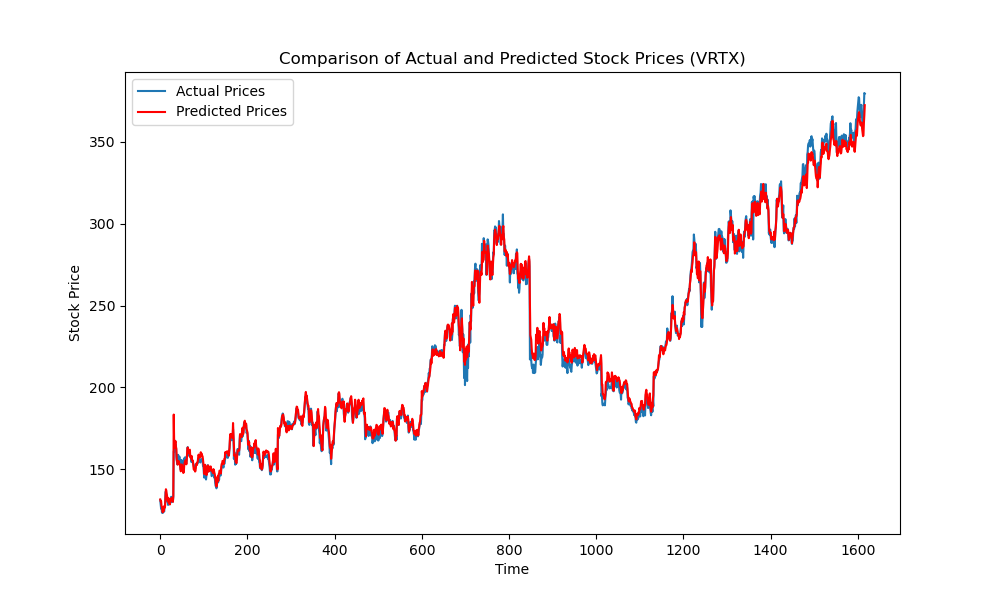 Comparison of Actual and Predicted Stock Prices (VRTX)
Actual Prices
Predicted Prices
Stock Price
350
300
250
200
150
0 200 400 600 800 1000 1200 1400 1600
Time